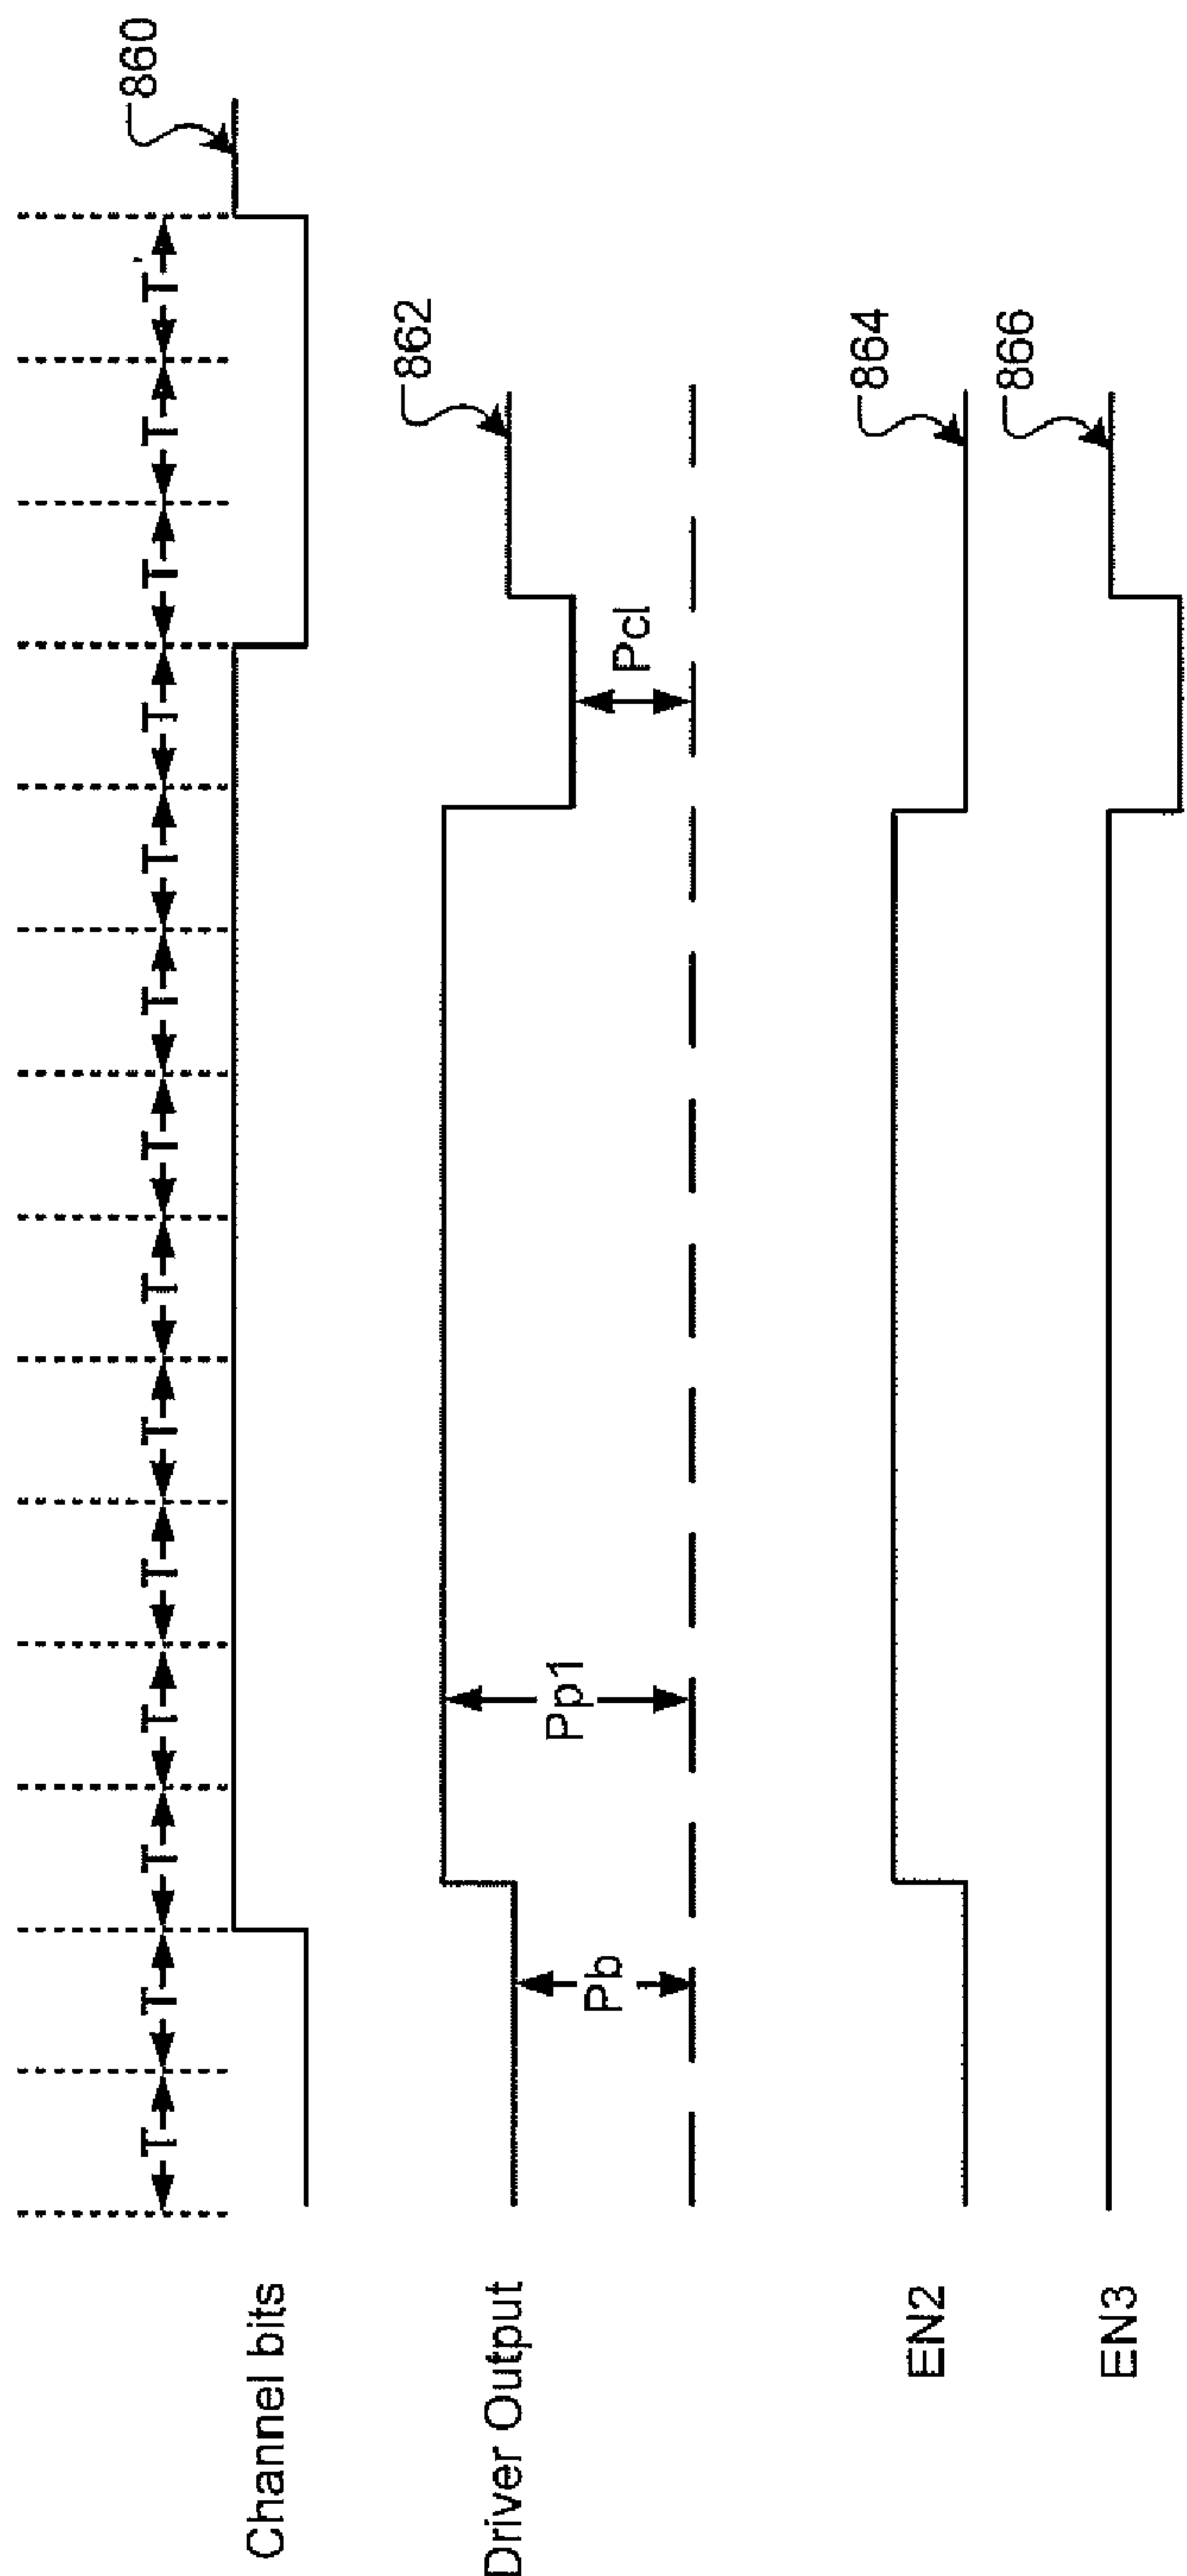 T T T T T T T T T T T T T T
860
Channel bits
862
Driver Output
Pb
Pp1
Pcl
864
EN2
866
EN3